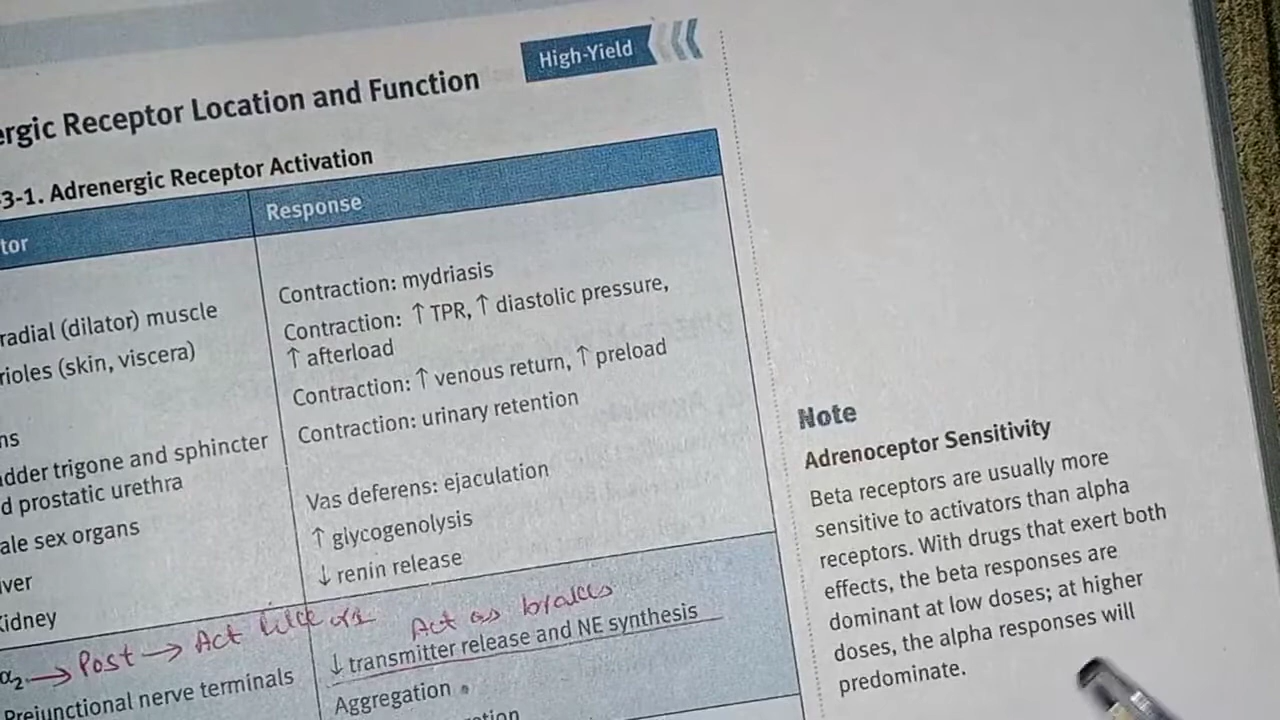 High-Yield
ergic Receptor Location and Function
3-1. Adrenergic Receptor Activation
tor Response
radial (dilator) muscle Contraction: mydriasis
rioles (skin, viscera) Contraction: ↑ TPR, ↑ diastolic pressure,
↑ afterload
ns Contraction: ↑ venous return, ↑ preload
adder trigone and sphincter Contraction: urinary retention
d prostatic urethra
ale sex organs Vas deferens: ejaculation
iver ↑ glycogenolysis
Kidney ↓ renin release
α2 → Post → Act like α1 Act as brakes
Prejunctional nerve terminals ↓ transmitter release and NE synthesis
Aggregation
Note
Adrenoceptor Sensitivity
Beta receptors are usually more
sensitive to activators than alpha
receptors. With drugs that exert both
effects, the beta responses are
dominant at low doses; at higher
doses, the alpha responses will
predominate.